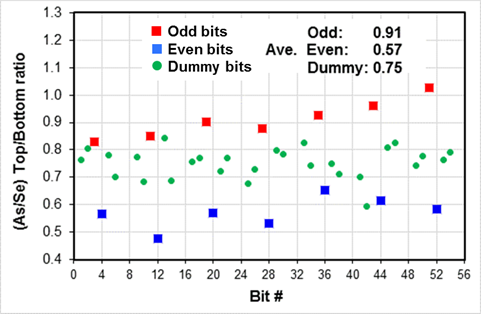 Odd bits Odd: 0.91
Even bits Ave. Even: 0.57
Dummy bits Dummy: 0.75
(As/Se) Top/Bottom ratio
1.3
1.2
1.1
1.0
0.9
0.8
0.7
0.6
0.5
0.4
0 4 8 12 16 20 24 28 32 36 40 44 48 52 56
Bit #